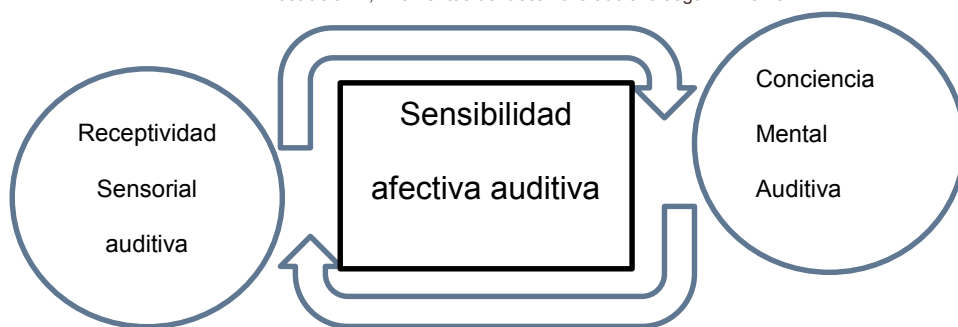 Receptividad
Sensorial
auditiva
Sensibilidad
afectiva auditiva
Conciencia
Mental
Auditiva